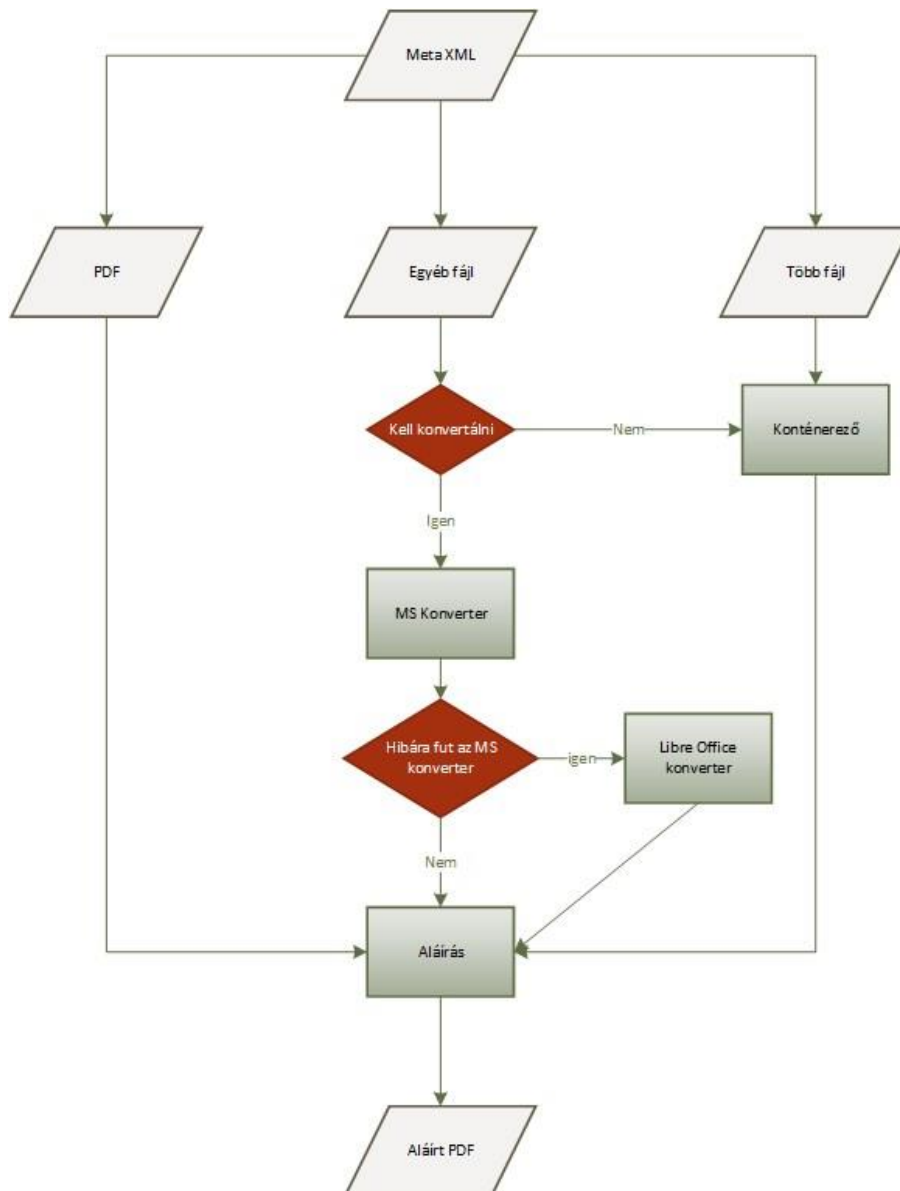 Meta XML
PDF
Egyéb fájl
Több fájl
Kell konvertálni
Nem
Konténerező
Igen
MS Konverter
Hibára fut az MS
konverter
igen
Libre Office
konverter
Nem
Aláírás
Aláírt PDF